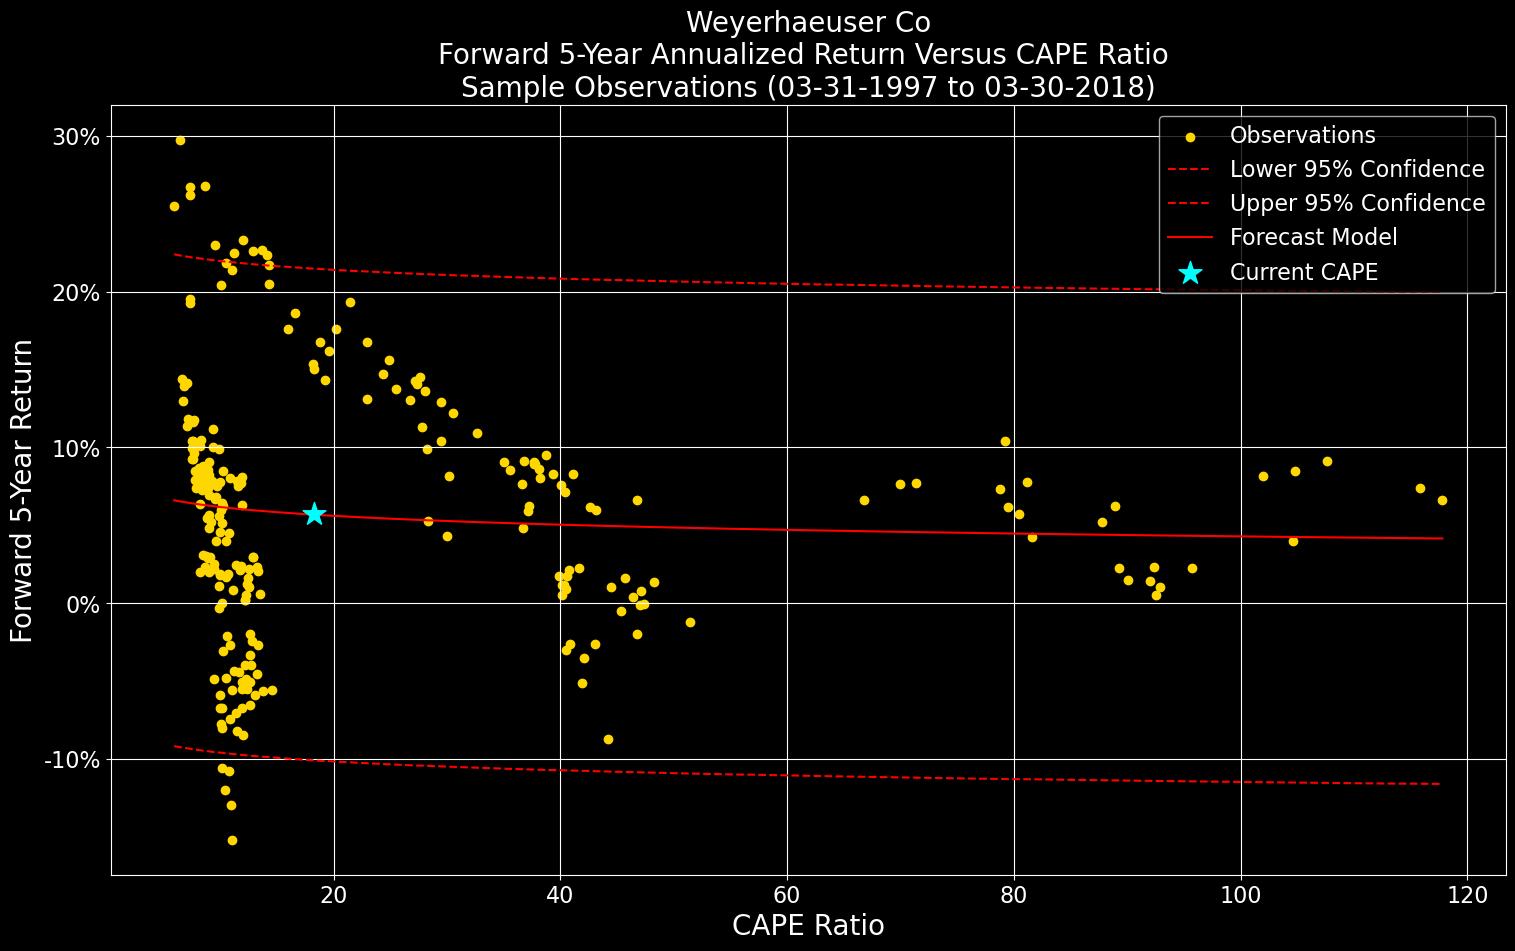 Weyerhaeuser Co
Forward 5-Year Annualized Return Versus CAPE Ratio
Sample Observations (03-31-1997 to 03-30-2018)
Forward 5-Year Return
30%
20%
10%
0%
-10%
Observations
Lower 95% Confidence
Upper 95% Confidence
Forecast Model
Current CAPE
20 40 60 80 100 120
CAPE Ratio